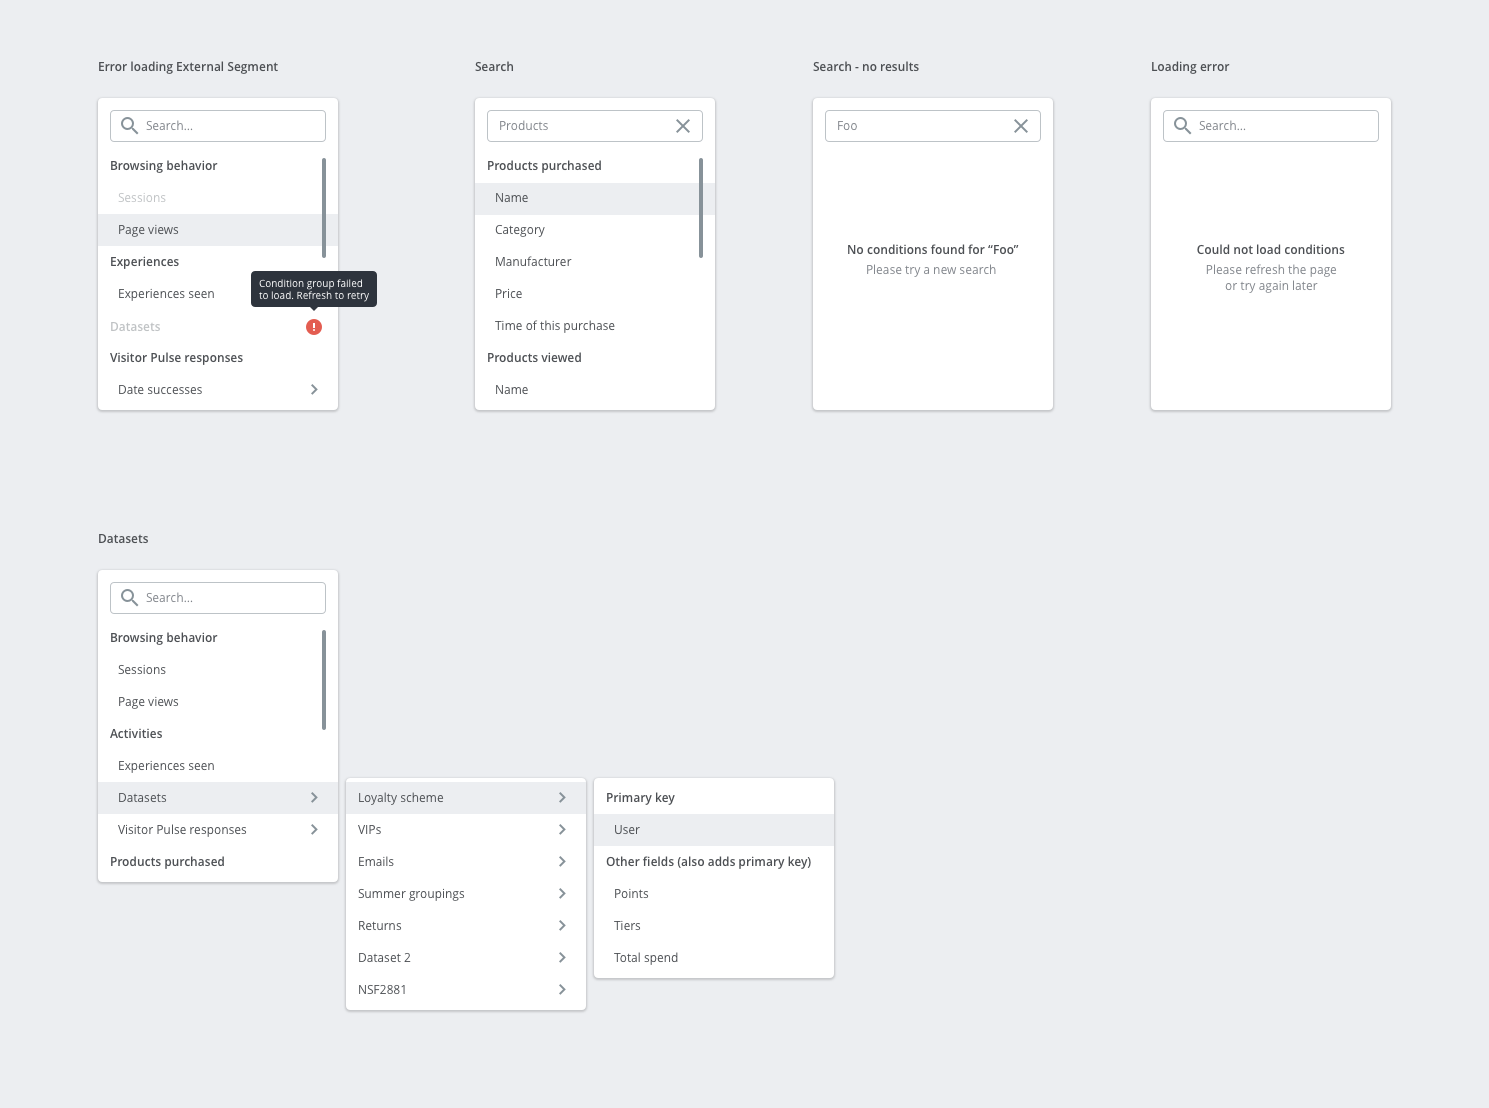 Error loading External Segment
Search...
Browsing behavior
Sessions
Page views
Experiences
Experiences seen
Condition group failed
to load. Refresh to retry
Datasets
Visitor Pulse responses
Date successes
Search
Products
Products purchased
Name
Category
Manufacturer
Price
Time of this purchase
Products viewed
Name
Search - no results
Foo
No conditions found for “Foo”
Please try a new search
Loading error
Search...
Could not load conditions
Please refresh the page
or try again later
Datasets
Search...
Browsing behavior
Sessions
Page views
Activities
Experiences seen
Datasets
Visitor Pulse responses
Products purchased
Loyalty scheme
VIPs
Emails
Summer groupings
Returns
Dataset 2
NSF2881
Primary key
User
Other fields (also adds primary key)
Points
Tiers
Total spend